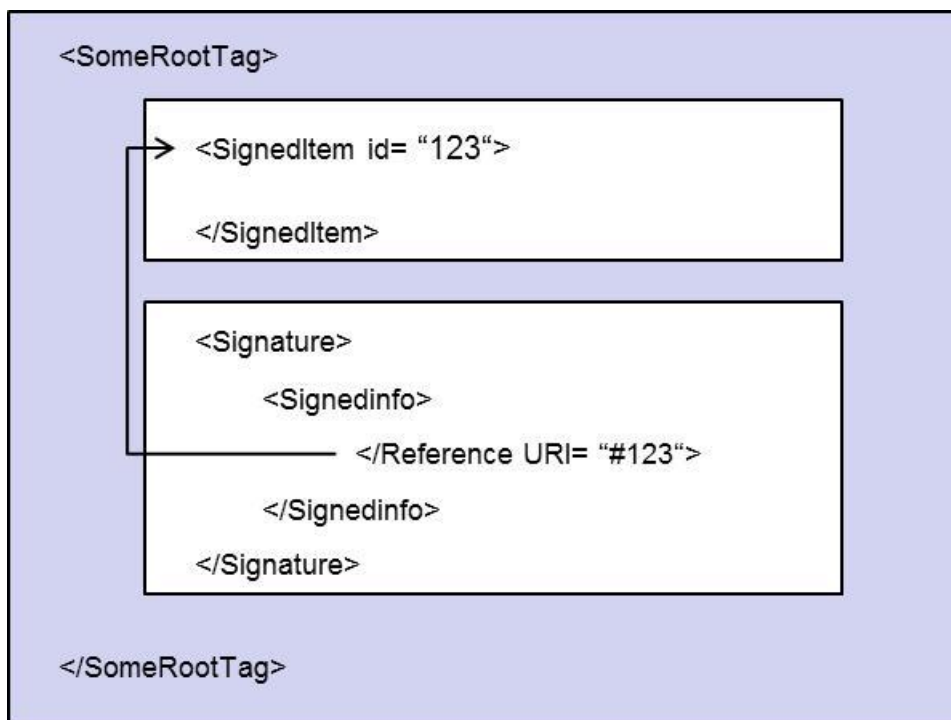 <SomeRootTag>
<SignedItem id= “123“>
</SignedItem>
<Signature>
<Signedinfo>
</Reference URI= “#123“>
</Signedinfo>
</Signature>
</SomeRootTag>